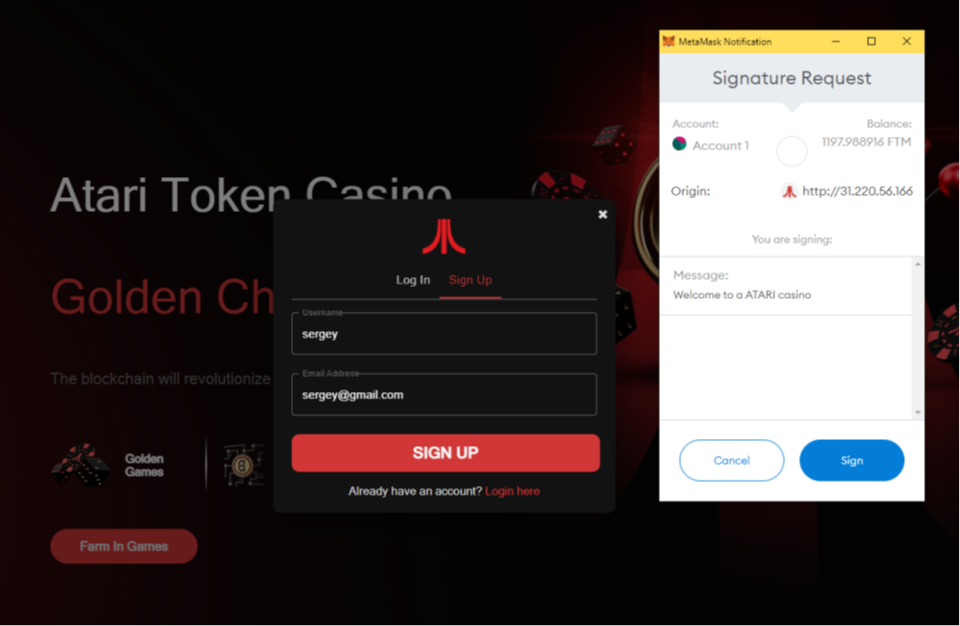 Atari Token Casino
Golden Ch
The blockchain will revolutionize
Golden
Games
Farm In Games
Log In
Sign Up
Username
sergey
Email Address
sergey@gmail.com
SIGN UP
Already have an account? Login here
MetaMask Notification
Signature Request
Account:
Balance:
Account 1
1197.988916 FTM
Origin:
http://31.220.56.166
You are signing:
Message:
Welcome to a ATARI casino
Cancel
Sign